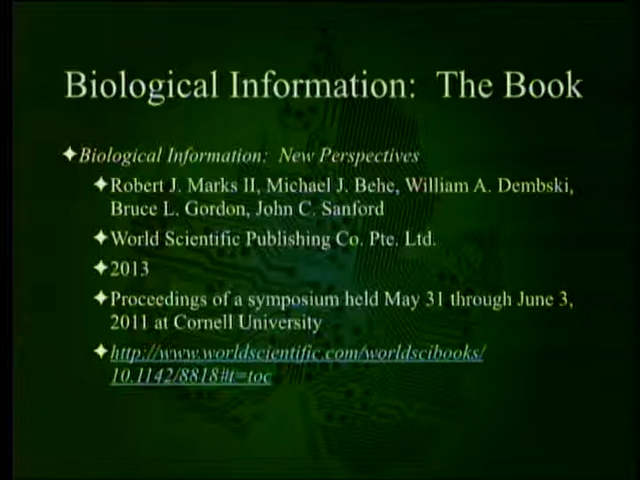 Biological Information: The Book
Biological Information: New Perspectives
Robert J. Marks II, Michael J. Behe, William A. Dembski,
Bruce L. Gordon, John C. Sanford
World Scientific Publishing Co. Pte. Ltd.
2013
Proceedings of a symposium held May 31 through June 3,
2011 at Cornell University
http://www.worldscientific.com/worldscibooks/
10.1142/8818#t=toc